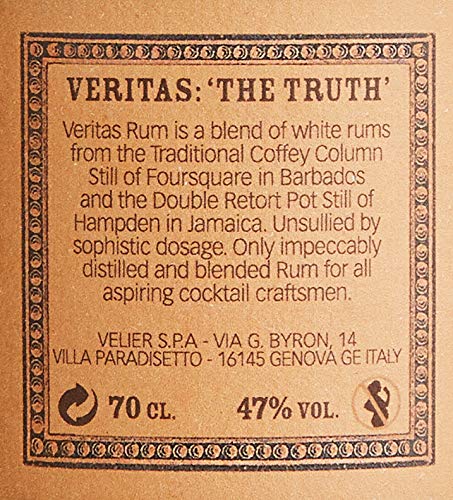 VERITAS: 'THE TRUTH'
Veritas Rum is a blend of white rums
from the Traditional Coffey Column
Still of Foursquare in Barbados
and the Double Retort Pot Still of
Hampden in Jamaica. Unsullied by
sophistic dosage. Only impeccably
distilled and blended Rum for all
aspiring cocktail craftsmen.
VELIER S.P.A - VIA G. BYRON, 14
VILLA PARADISETTO - 16145 GENOVA GE ITALY
70 CL. 47% VOL.